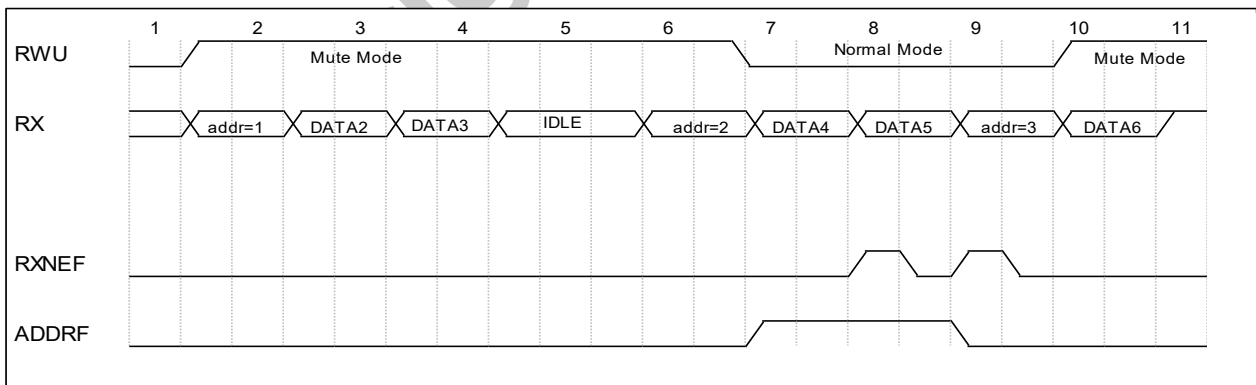 1 2 3 4 5 6 7 8 9 10 11
RWU Mute Mode Normal Mode Mute Mode
RX addr=1 DATA2 DATA3 IDLE addr=2 DATA4 DATA5 addr=3 DATA6
RXNEF
ADDRF